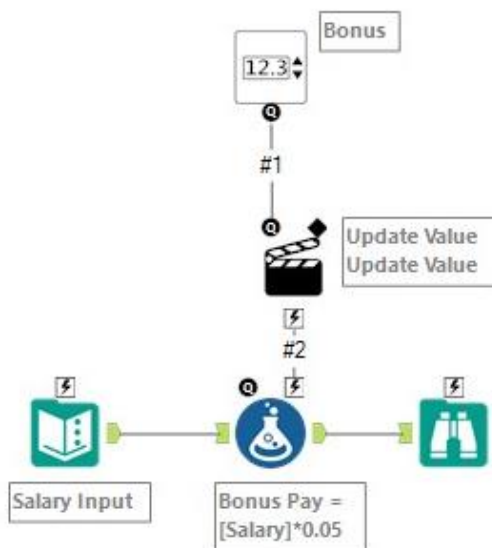 Bonus
12.3
Q
#1
Q
Update Value
Update Value
#2
Q
Salary Input
Bonus Pay =
[Salary]*0.05